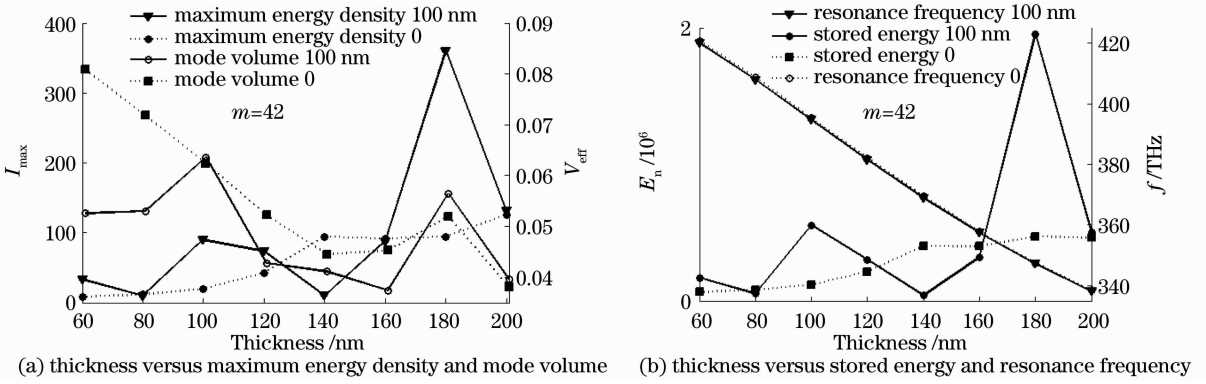 400
300
200
100
0
I max
maximum energy density 100 nm
maximum energy density 0
mode volume 100 nm
mode volume 0
m=42
0.09
0.08
0.07
0.06
0.05
0.04
V eff
60 80 100 120 140 160 180 200
Thickness /nm
(a) thickness versus maximum energy density and mode volume
2
0
E n /10⁶
resonance frequency 100 nm
stored energy 100 nm
stored energy 0
resonance frequency 0
m=42
420
400
380
360
340
f /THz
60 80 100 120 140 160 180 200
Thickness /nm
(b) thickness versus stored energy and resonance frequency